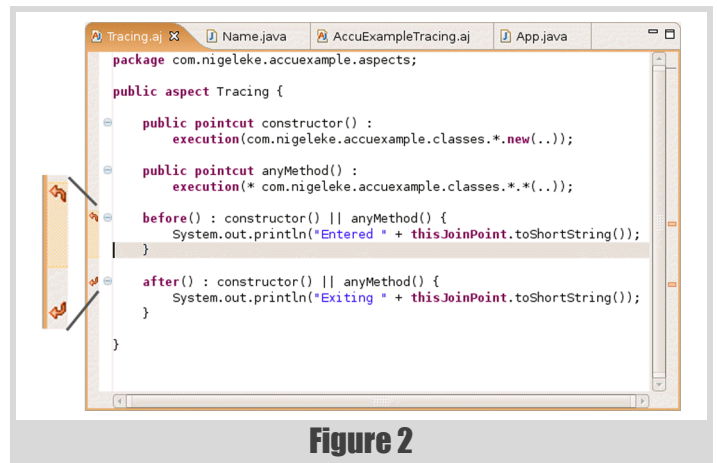 Tracing.aj Name.java AccuExampleTracing.aj App.java
package com.nigeleke.accuexample.aspects;
public aspect Tracing {
public pointcut constructor() :
execution(com.nigeleke.accuexample.classes.*.new(..));
public pointcut anyMethod() :
execution(* com.nigeleke.accuexample.classes.*.*(..));
before() : constructor() || anyMethod() {
System.out.println("Entered " + thisJoinPoint.toShortString());
}
after() : constructor() || anyMethod() {
System.out.println("Exiting " + thisJoinPoint.toShortString());
}
}
Figure 2